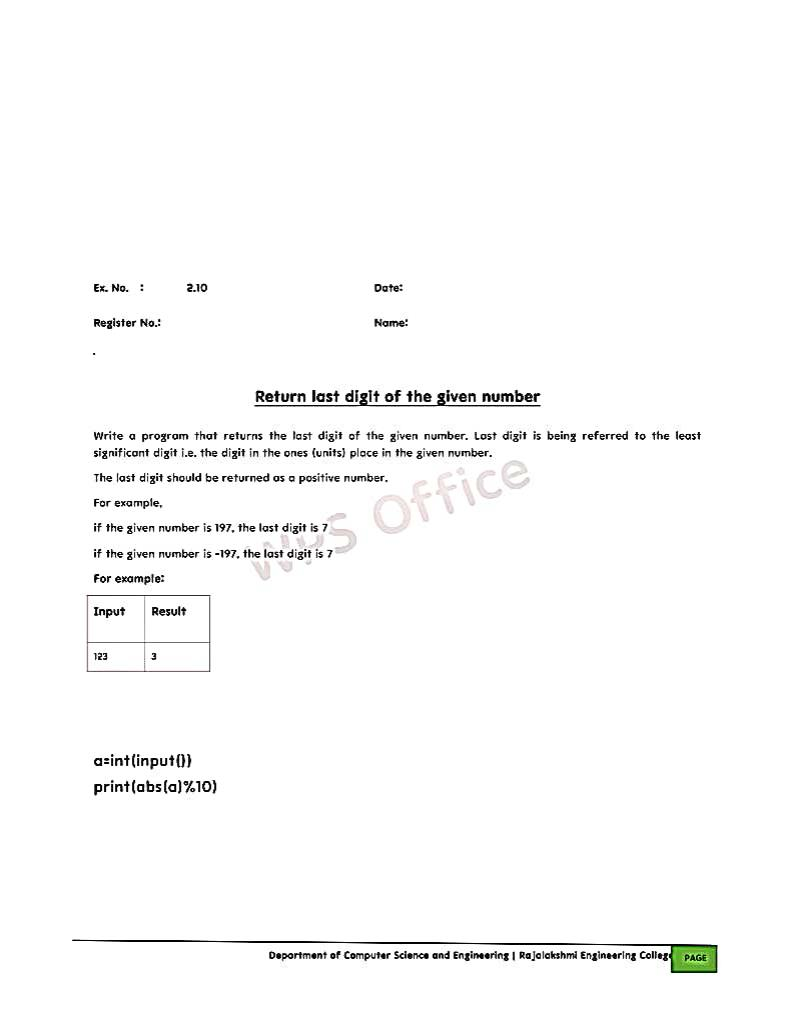 Ex. No. : 2.10 Date:
Register No.: Name:
.
Return last digit of the given number
Write a program that returns the last digit of the given number. Last digit is being referred to the least
significant digit i.e. the digit in the ones (units) place in the given number.
The last digit should be returned as a positive number.
For example,
if the given number is 197, the last digit is 7
if the given number is -197, the last digit is 7
For example:
Input Result
123 3
a=int(input())
print(abs(a)%10)
WPS Office
Department of Computer Science and Engineering | Rajalakshmi Engineering College PAGE